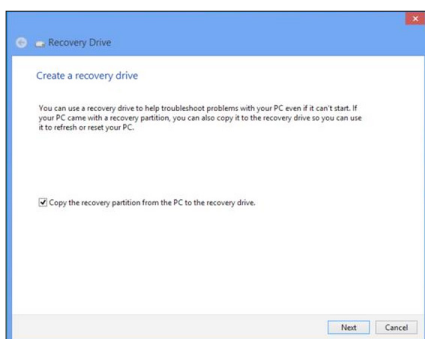 Recovery Drive
Create a recovery drive
You can use a recovery drive to help troubleshoot problems with your PC even if it can't start. If
your PC came with a recovery partition, you can also copy it to the recovery drive so you can use
it to refresh or reset your PC.
Copy the recovery partition from the PC to the recovery drive.
Next Cancel